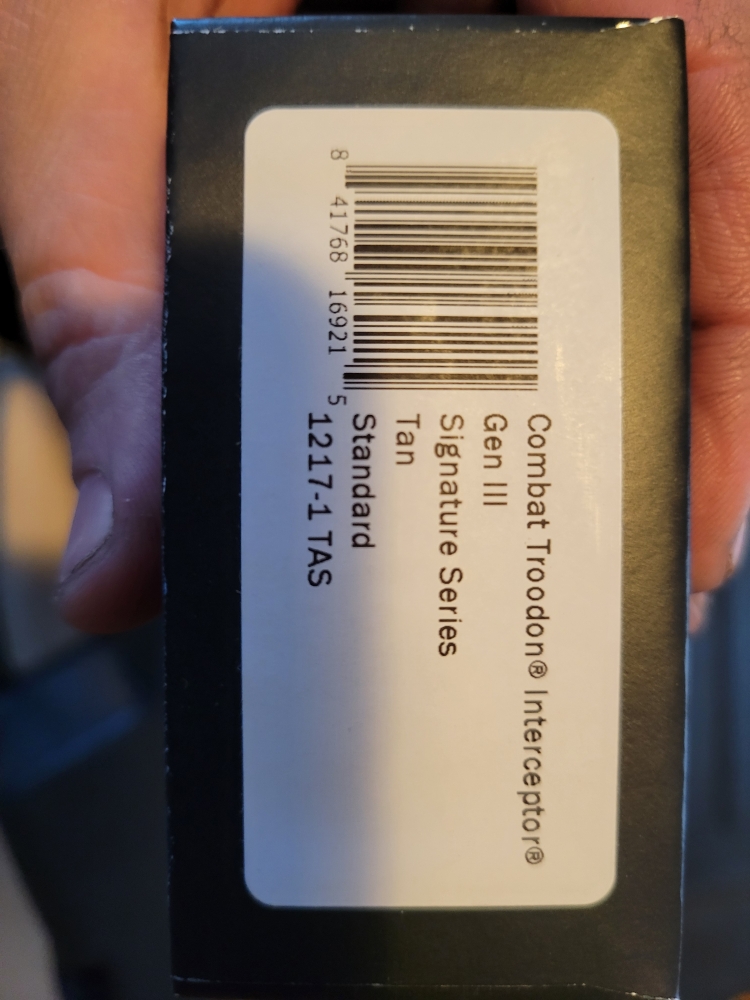 8 41768 16921 5
Combat Troodon® Interceptor®
Gen III
Signature Series
Tan
Standard
1217-1 TAS